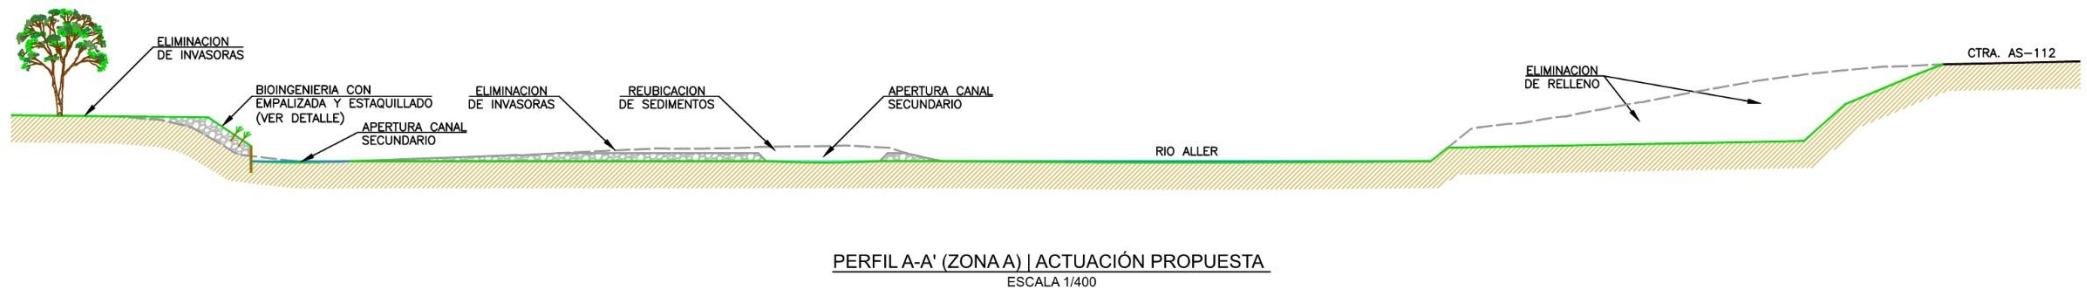 ELIMINACION
DE INVASORAS
BIOINGENIERIA CON
EMPALIZADA Y ESTAQUILLADO
(VER DETALLE)
APERTURA CANAL
SECUNDARIO
ELIMINACION
DE INVASORAS
REUBICACION
DE SEDIMENTOS
APERTURA CANAL
SECUNDARIO
RIO ALLER
ELIMINACION
DE RELLENO
CTRA. AS-112
PERFIL A-A' (ZONA A) | ACTUACIÓN PROPUESTA
ESCALA 1/400